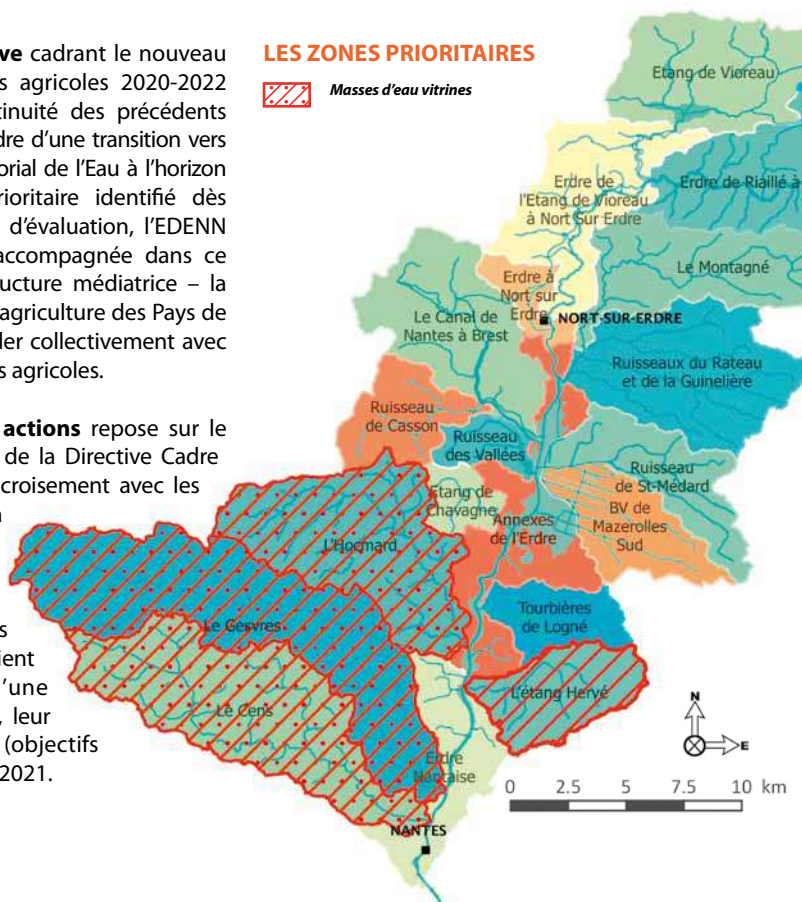 ve cadrant le nouveau
s agricoles 2020-2022
tinuité des précédents
dre d'une transition vers
orial de l'Eau à l'horizon
rioritaire identifié dès
d'évaluation, l'EDENN
accompagnée dans ce
ucture médiatrice – la
agriculture des Pays de
ler collectivement avec
s agricoles.
actions repose sur le
de la Directive Cadre
croisement avec les
s
ient
'une
, leur
(objectifs
2021.
LES ZONES PRIORITAIRES
Masses d'eau vitrines
Etang de Vioreau
Erdre de
l'Etang de Vioreau
à Nort Sur Erdre
Erdre de Riaillé à
Le Montagné
Erdre à
Nort sur
Erdre
NORT-SUR-ERDRE
Le Canal de
Nantes à Brest
Ruisseaux du Rateau
et de la Guinelière
Ruisseau
de Casson
Ruisseau
des Vallées
Ruisseau
de St-Médard
Etang de
Chavagne
BV de
Mazerolles
Sud
Annexes
de l'Erdre
L'Hocmard
Tourbières
de Logné
Le Gesvres
L'étang Hervé
Le Cens
Erdre
Nantaise
NANTES
N
E
0 2.5 5 7.5 10 km